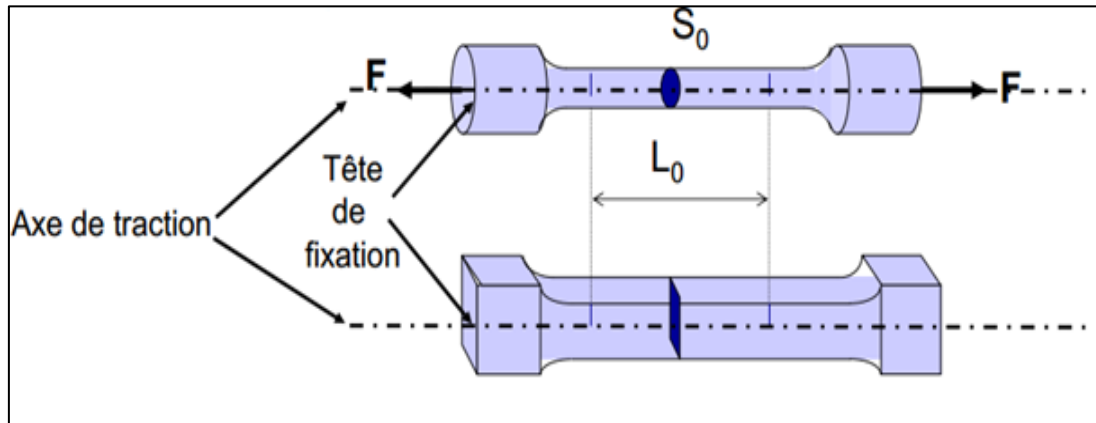 S₀
F
F
L₀
Tête
de
fixation
Axe de traction